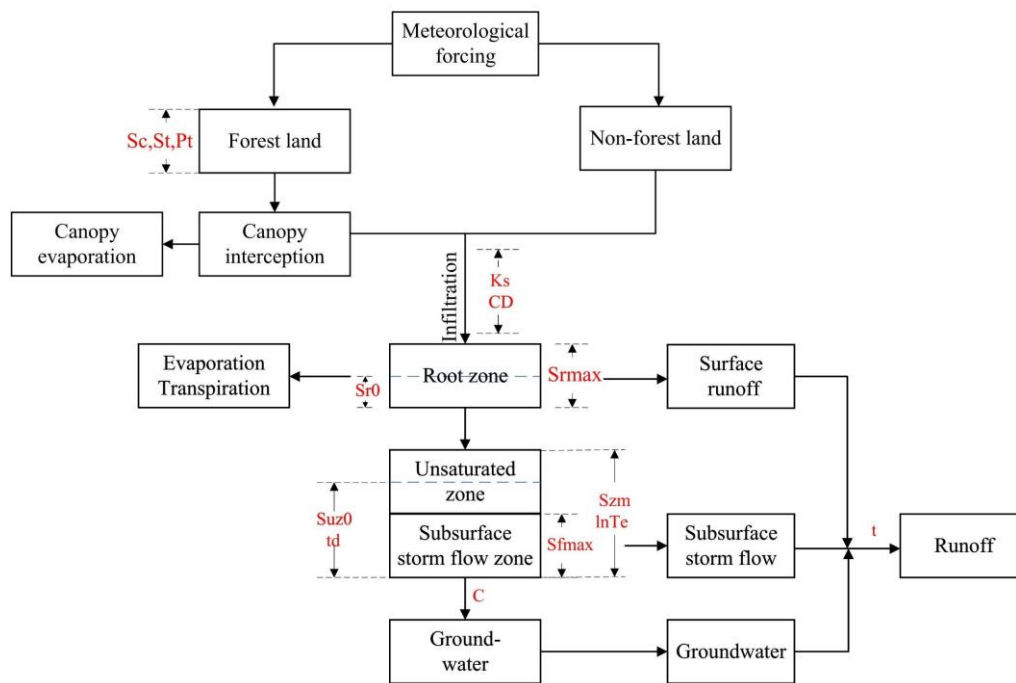 Meteorological
forcing
Sc,St,Pt
Forest land
Non-forest land
Canopy
evaporation
Canopy
interception
Infiltration
Ks
CD
Evaporation
Transpiration
Sr0
Root zone
Srmax
Surface
runoff
Unsaturated
zone
Suz0
td
Szm
lnTe
Subsurface
storm flow zone
Sfmax
Subsurface
storm flow
t
Runoff
C
Ground-
water
Groundwater